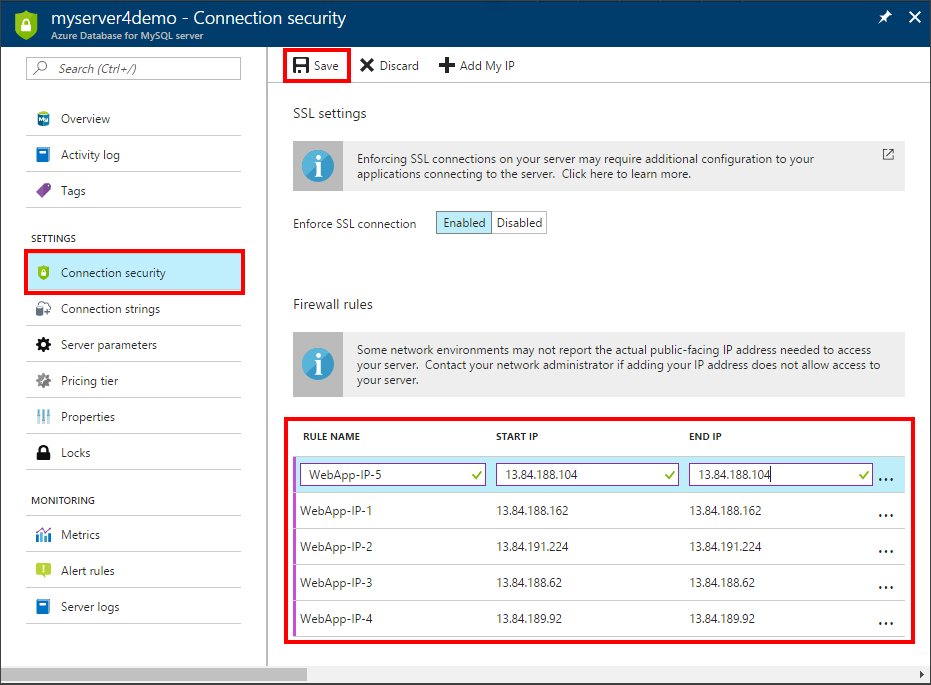 myserver4demo - Connection security
Azure Database for MySQL server
Search (Ctrl+/)
Overview
Activity log
Tags
SETTINGS
Connection security
Connection strings
Server parameters
Pricing tier
Properties
Locks
MONITORING
Metrics
Alert rules
Server logs
Save Discard Add My IP
SSL settings
Enforcing SSL connections on your server may require additional configuration to your
applications connecting to the server. Click here to learn more.
Enforce SSL connection Enabled Disabled
Firewall rules
Some network environments may not report the actual public-facing IP address needed to access
your server. Contact your network administrator if adding your IP address does not allow access to
your server.
RULE NAME START IP END IP
WebApp-IP-5 13.84.188.104 13.84.188.104 ...
WebApp-IP-1 13.84.188.162 13.84.188.162 ...
WebApp-IP-2 13.84.191.224 13.84.191.224 ...
WebApp-IP-3 13.84.188.62 13.84.188.62 ...
WebApp-IP-4 13.84.189.92 13.84.189.92 ...